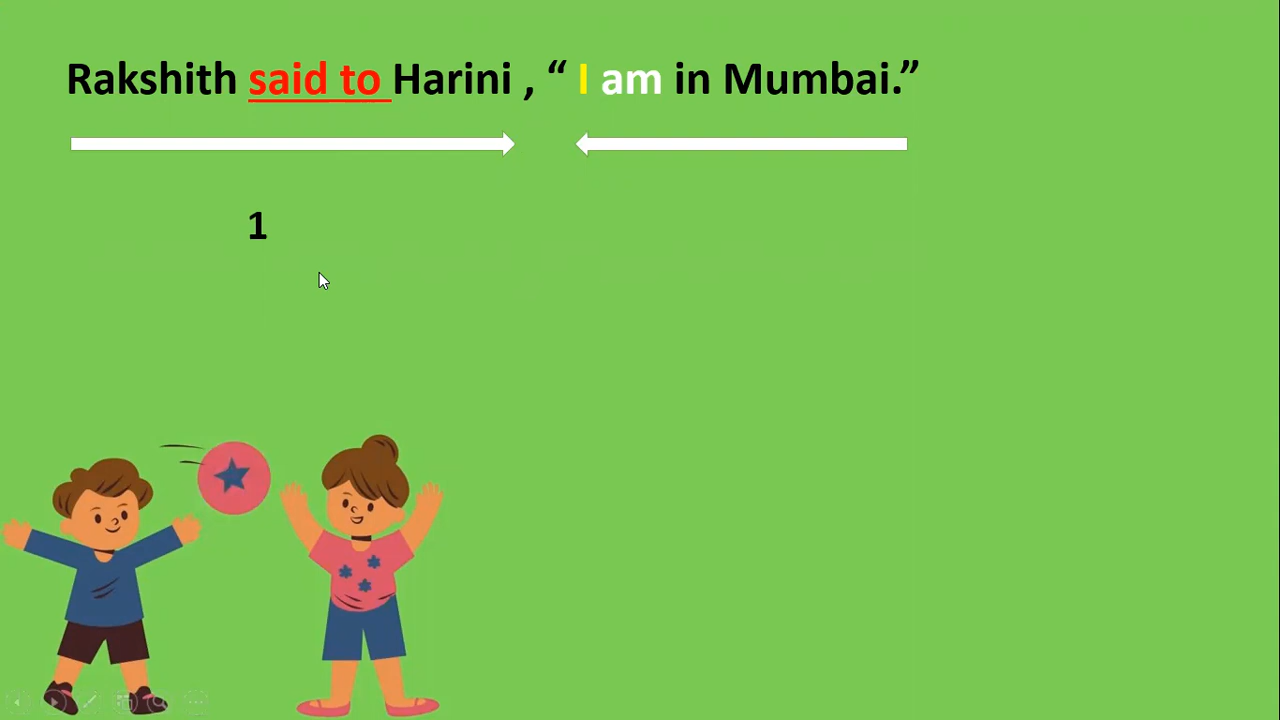 Rakshith said to Harini , “ I am in Mumbai.”
1